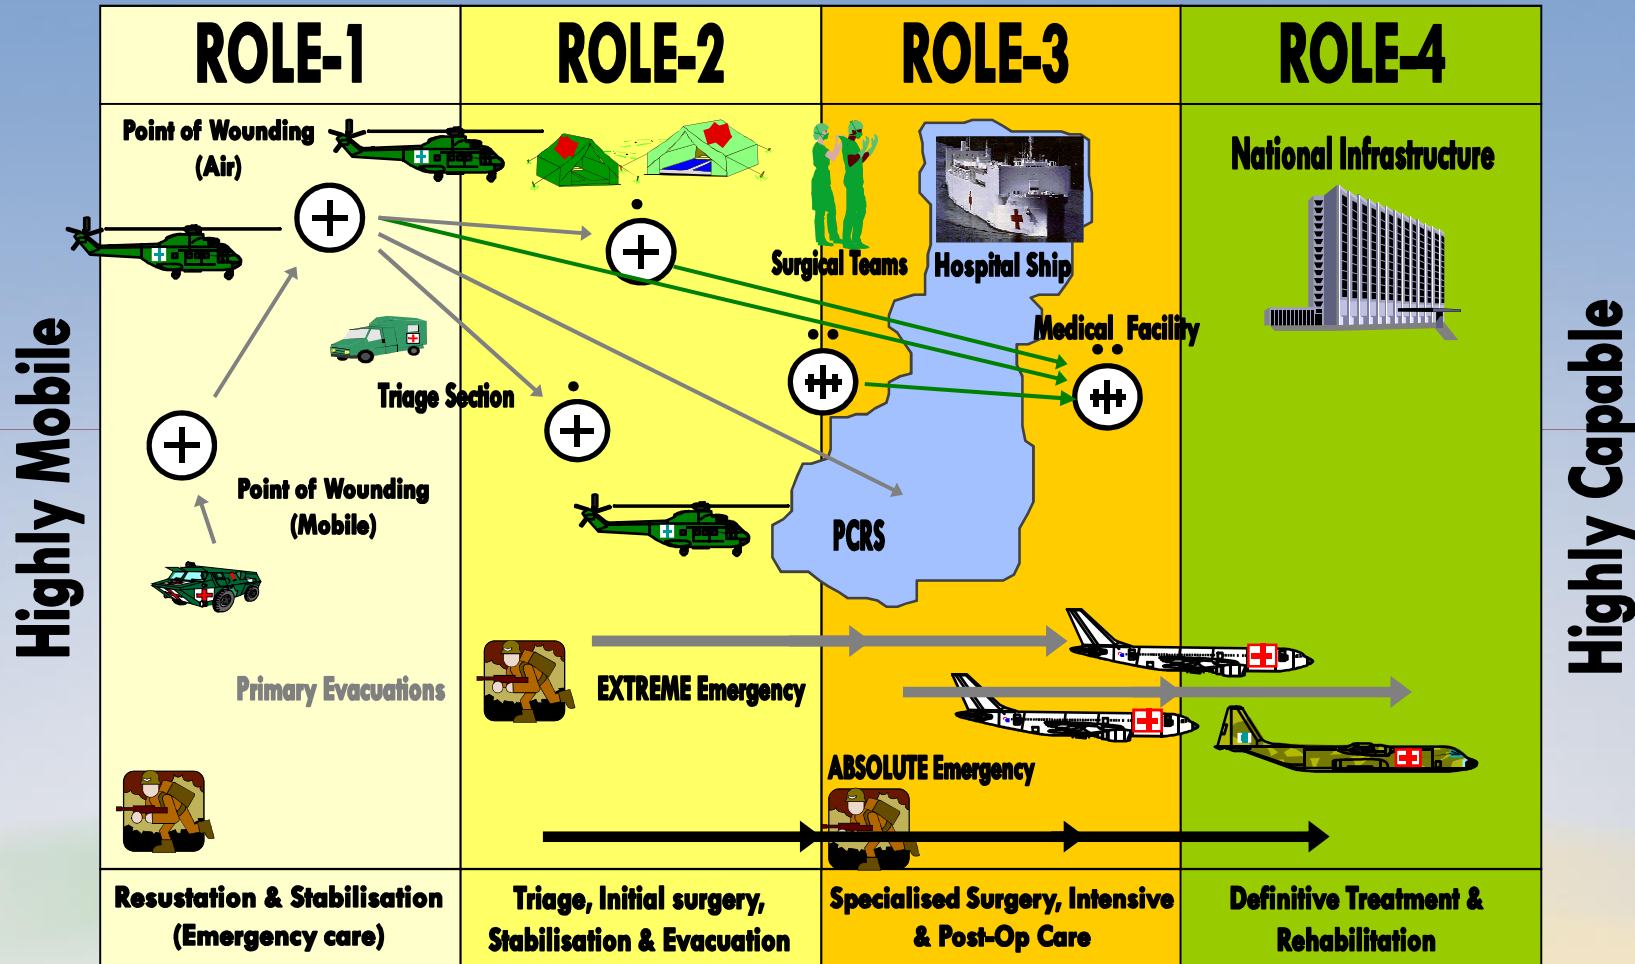 ROLE-1
ROLE-2
ROLE-3
ROLE-4
Point of Wounding
(Air)
National Infrastructure
Surgical Teams
Hospital Ship
Medical Facility
Triage Section
Point of Wounding
(Mobile)
PCRS
Highly Mobile
Highly Capable
Primary Evacuations
EXTREME Emergency
ABSOLUTE Emergency
Resustation & Stabilisation
(Emergency care)
Triage, Initial surgery,
Stabilisation & Evacuation
Specialised Surgery, Intensive
& Post-Op Care
Definitive Treatment &
Rehabilitation